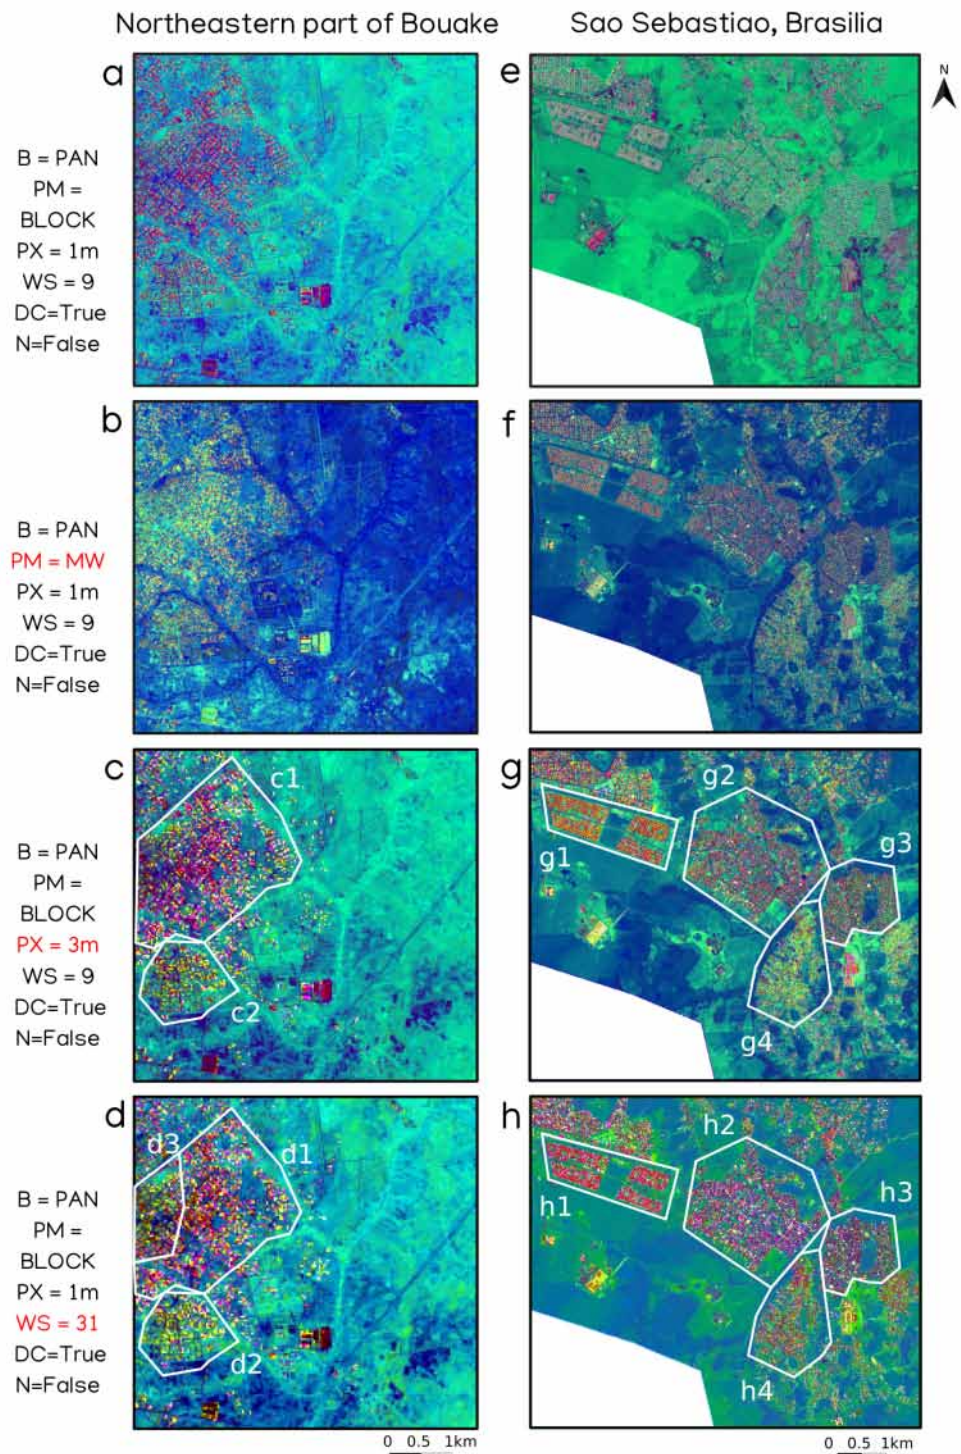 Northeastern part of Bouake
Sao Sebastiao, Brasilia
a
e
N
B = PAN
PM =
BLOCK
PX = 1m
WS = 9
DC=True
N=False
b
f
B = PAN
PM = MW
PX = 1m
WS = 9
DC=True
N=False
c
c1
c2
g
g1
g2
g3
g4
B = PAN
PM =
BLOCK
PX = 3m
WS = 9
DC=True
N=False
d
d3
d1
d2
h
h1
h2
h3
h4
B = PAN
PM =
BLOCK
PX = 1m
WS = 31
DC=True
N=False
0 0.5 1km
0 0.5 1km